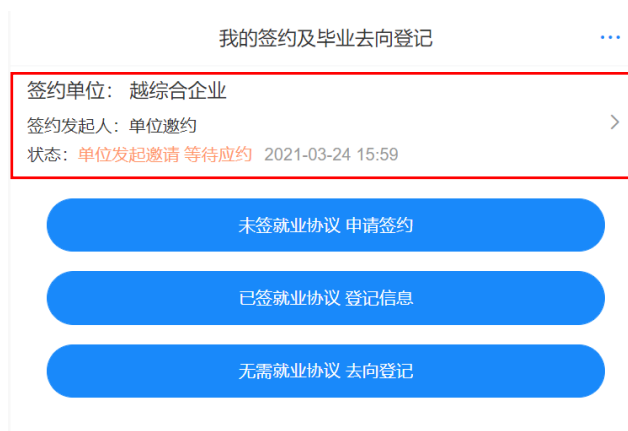 我的签约及毕业去向登记
签约单位： 越综合企业
签约发起人：单位邀约
状态：单位发起邀请 等待应约 2021-03-24 15:59
未签就业协议 申请签约
已签就业协议 登记信息
无需就业协议 去向登记